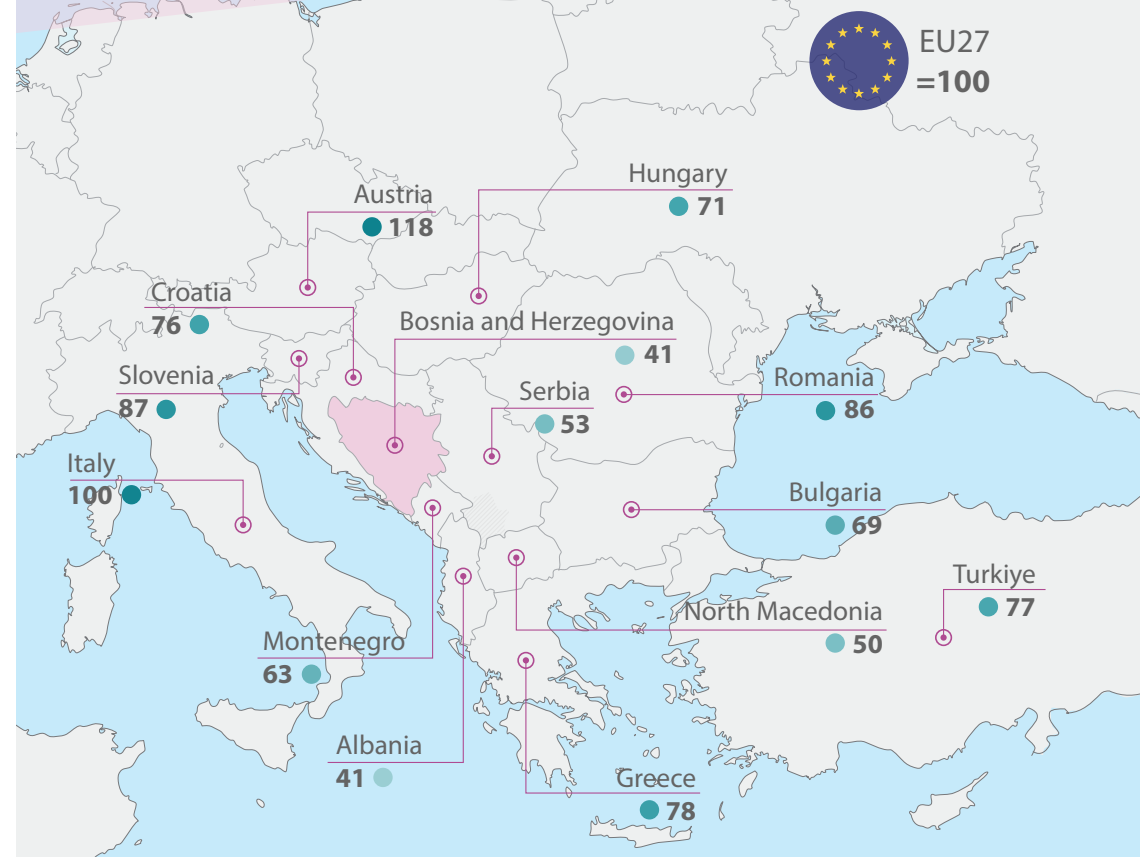 EU27
=100
Hungary
71
Austria
118
Croatia
76
Bosnia and Herzegovina
41
Slovenia
87
Serbia
53
Romania
86
Italy
100
Bulgaria
69
Turkiye
77
North Macedonia
50
Montenegro
63
Albania
41
Greece
78